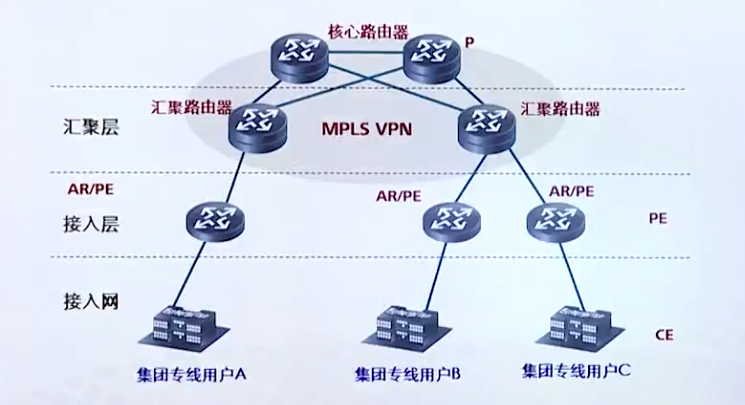 核心路由器
P
汇聚路由器
汇聚路由器
汇聚层
MPLS VPN
AR/PE
AR/PE
AR/PE
接入层
PE
接入网
CE
集团专线用户A
集团专线用户B
集团专线用户C